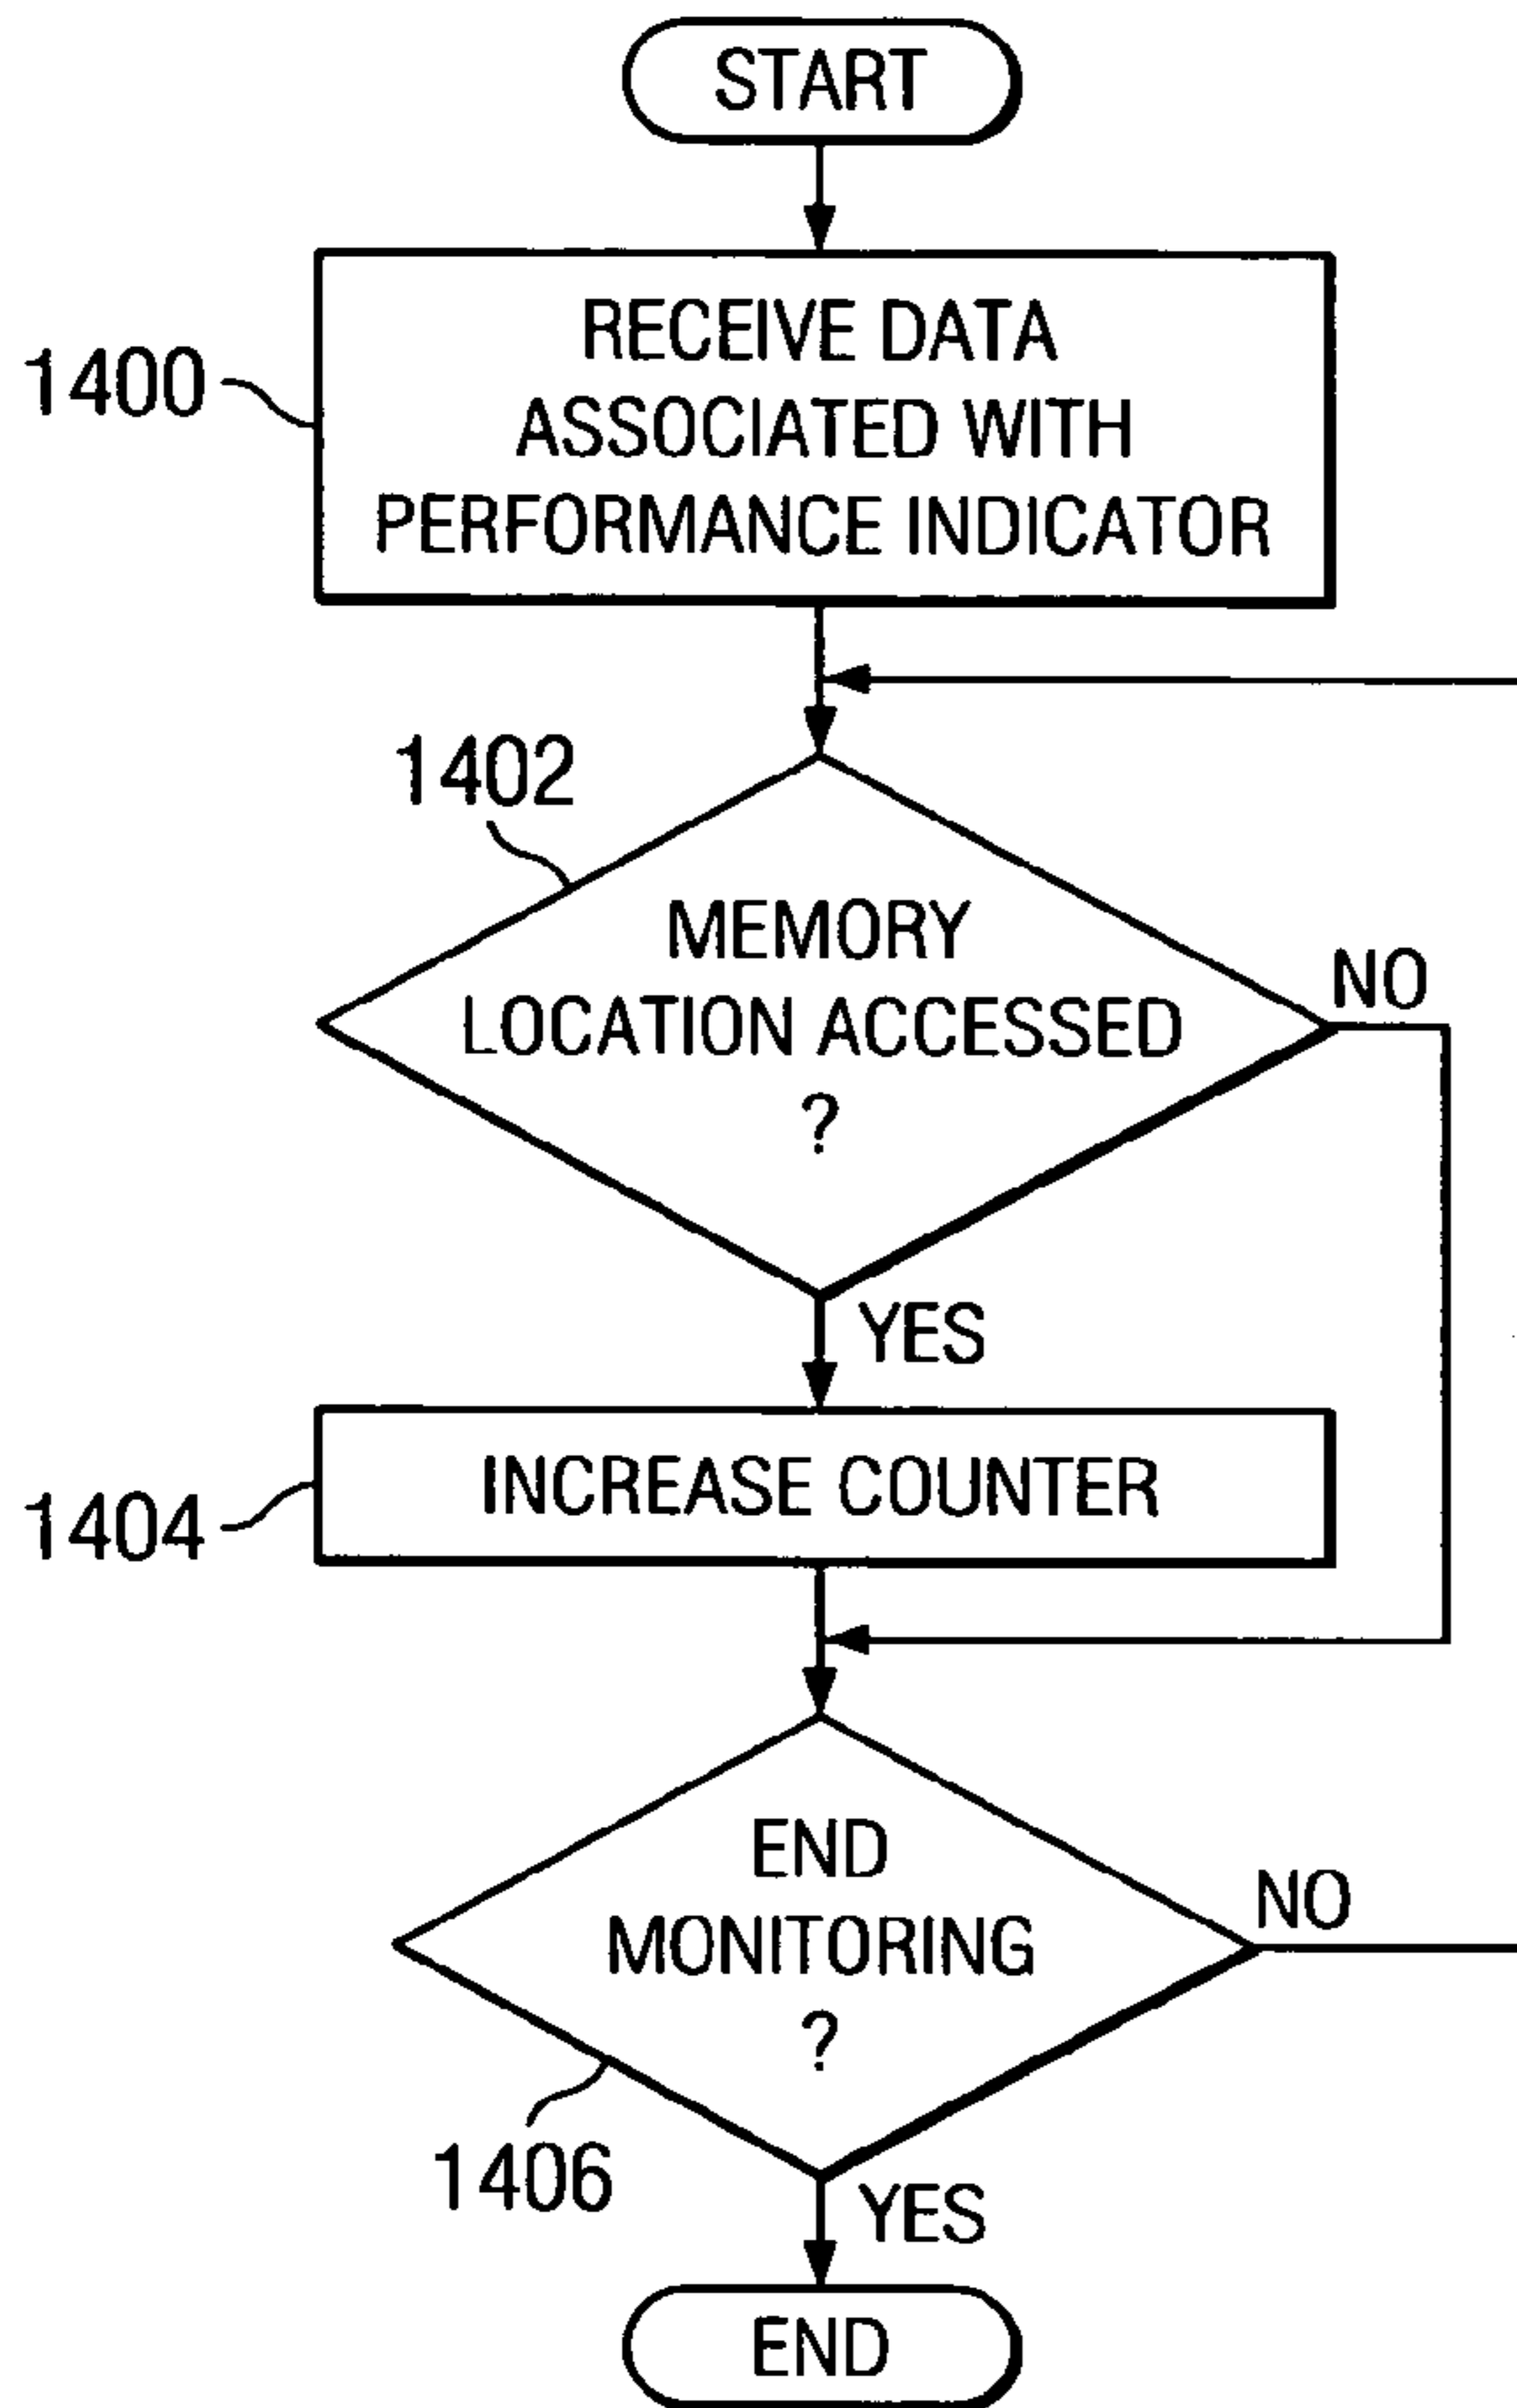 START
1400
RECEIVE DATA
ASSOCIATED WITH
PERFORMANCE INDICATOR
1402
MEMORY
LOCATION ACCESSED
?
NO
YES
1404
INCREASE COUNTER
END
MONITORING
?
NO
1406
YES
END